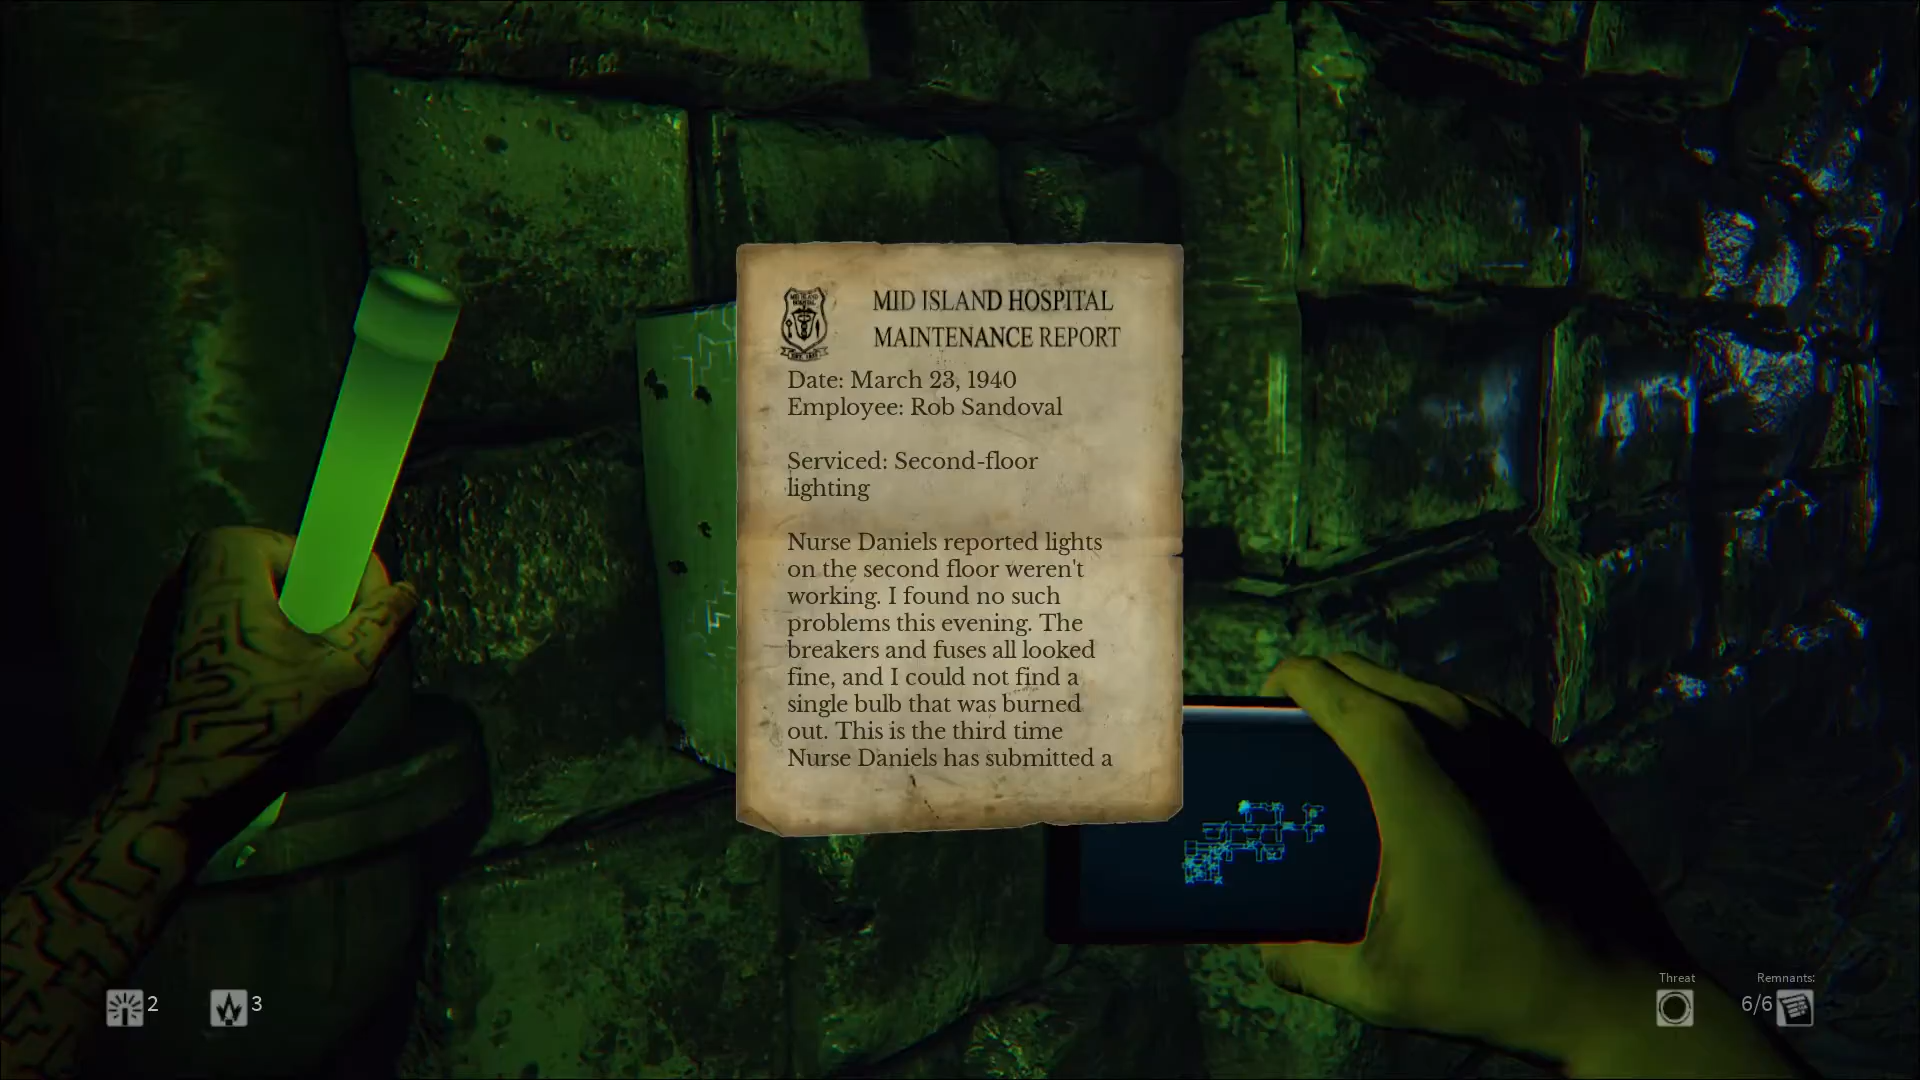 MID ISLAND HOSPITAL
MAINTENANCE REPORT
Date: March 23, 1940
Employee: Rob Sandoval
Serviced: Second-floor
lighting
Nurse Daniels reported lights
on the second floor weren't
working. I found no such
problems this evening. The
breakers and fuses all looked
fine, and I could not find a
single bulb that was burned
out. This is the third time
Nurse Daniels has submitted a
2
3
Threat
Remnants:
6/6